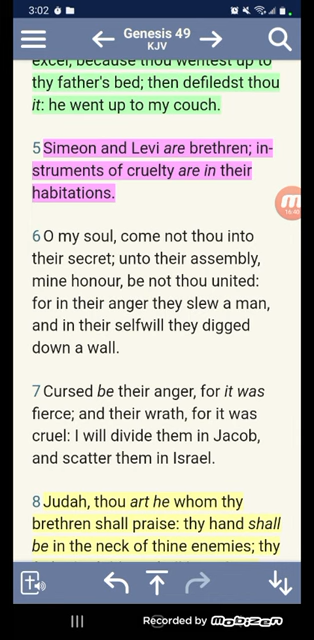 3:02
Genesis 49
KJV
excel; because thou wentest up to
thy father's bed; then defiledst thou
it: he went up to my couch.
5 Simeon and Levi are brethren; in-
struments of cruelty are in their
habitations.
6 O my soul, come not thou into
their secret; unto their assembly,
mine honour, be not thou united:
for in their anger they slew a man,
and in their selfwill they digged
down a wall.
7 Cursed be their anger, for it was
fierce; and their wrath, for it was
cruel: I will divide them in Jacob,
and scatter them in Israel.
8 Judah, thou art he whom thy
brethren shall praise: thy hand shall
be in the neck of thine enemies; thy
Recorded by mobizen